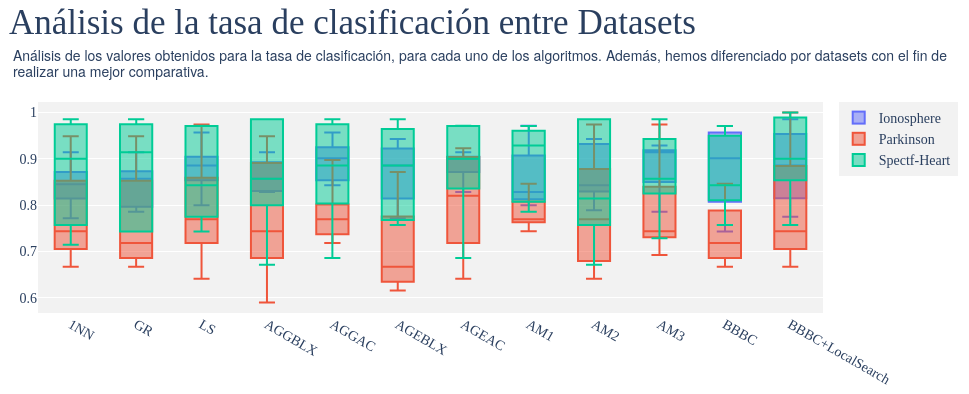 Análisis de la tasa de clasificación entre Datasets
Análisis de los valores obtenidos para la tasa de clasificación, para cada uno de los algoritmos. Además, hemos diferenciado por datasets con el fin de
realizar una mejor comparativa.
Ionosphere
Parkinson
Spectf-Heart
1
0.9
0.8
0.7
0.6
1NN
GR
LS
AGGBLX
AGGAC
AGEBLX
AGEAC
AM1
AM2
AM3
BBBC
BBBC+LocalSearch